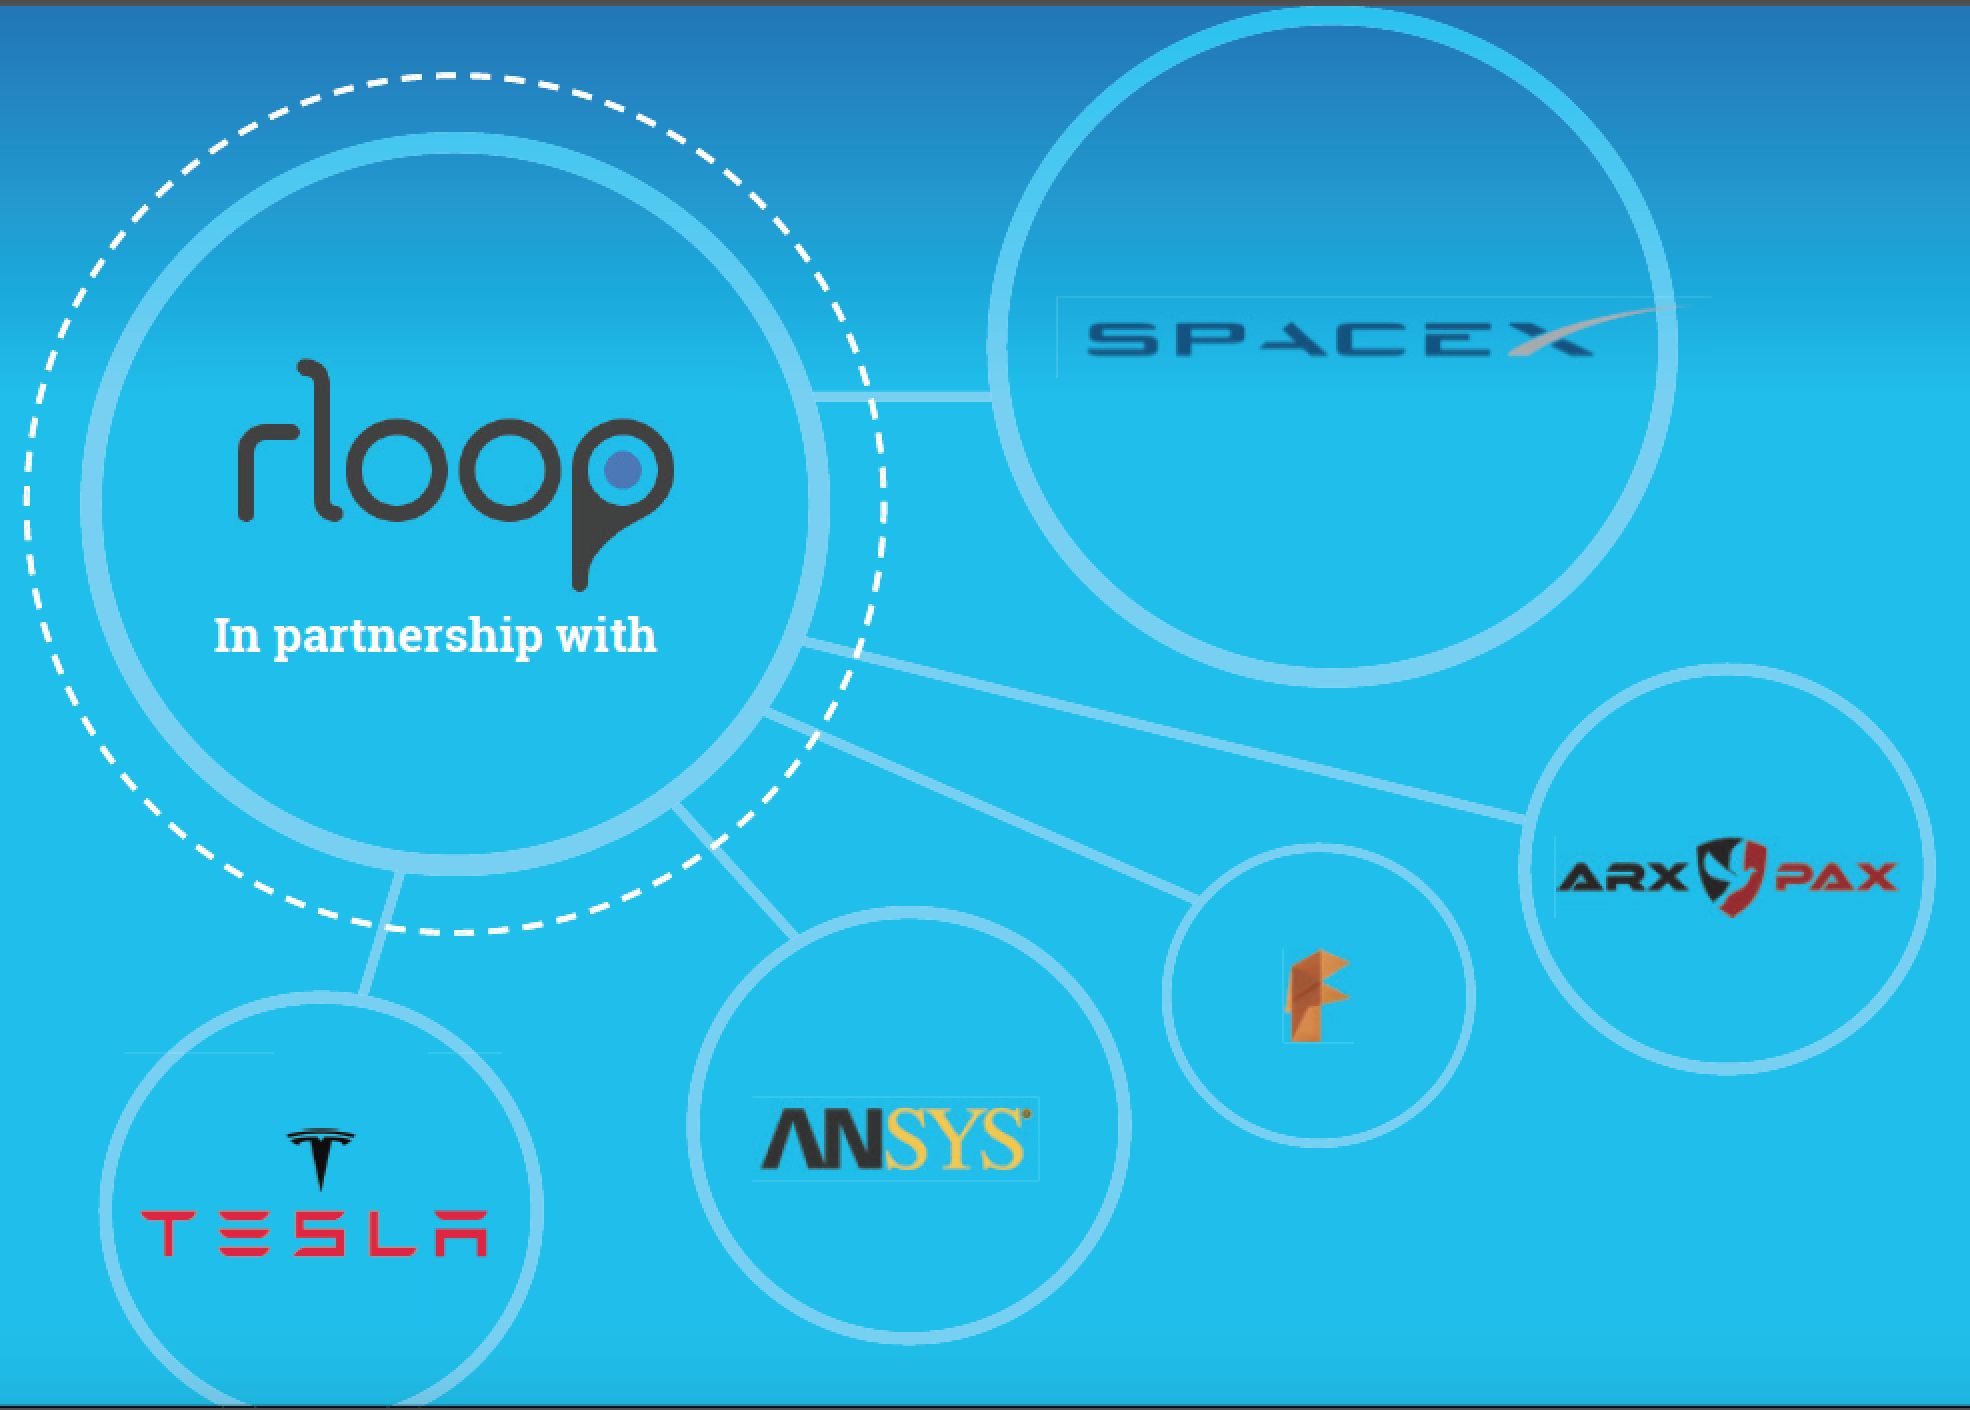 rloop
In partnership with
SPACEX
ARX PAX
F
ANSYS
TESLA